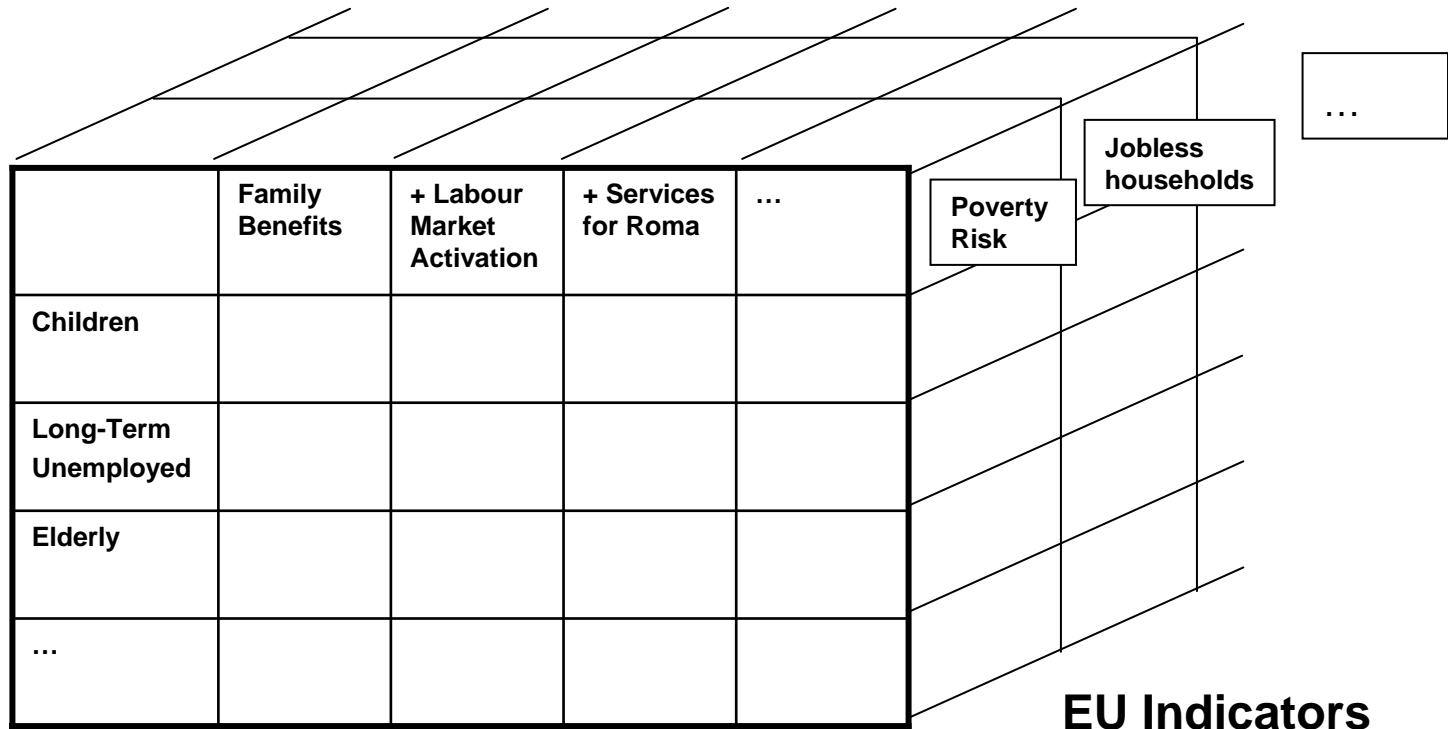 …
Jobless
households
Poverty
Risk
Family
Benefits
+ Labour
Market
Activation
+ Services
for Roma
…
Children
Long-Term
Unemployed
Elderly
…
EU Indicators